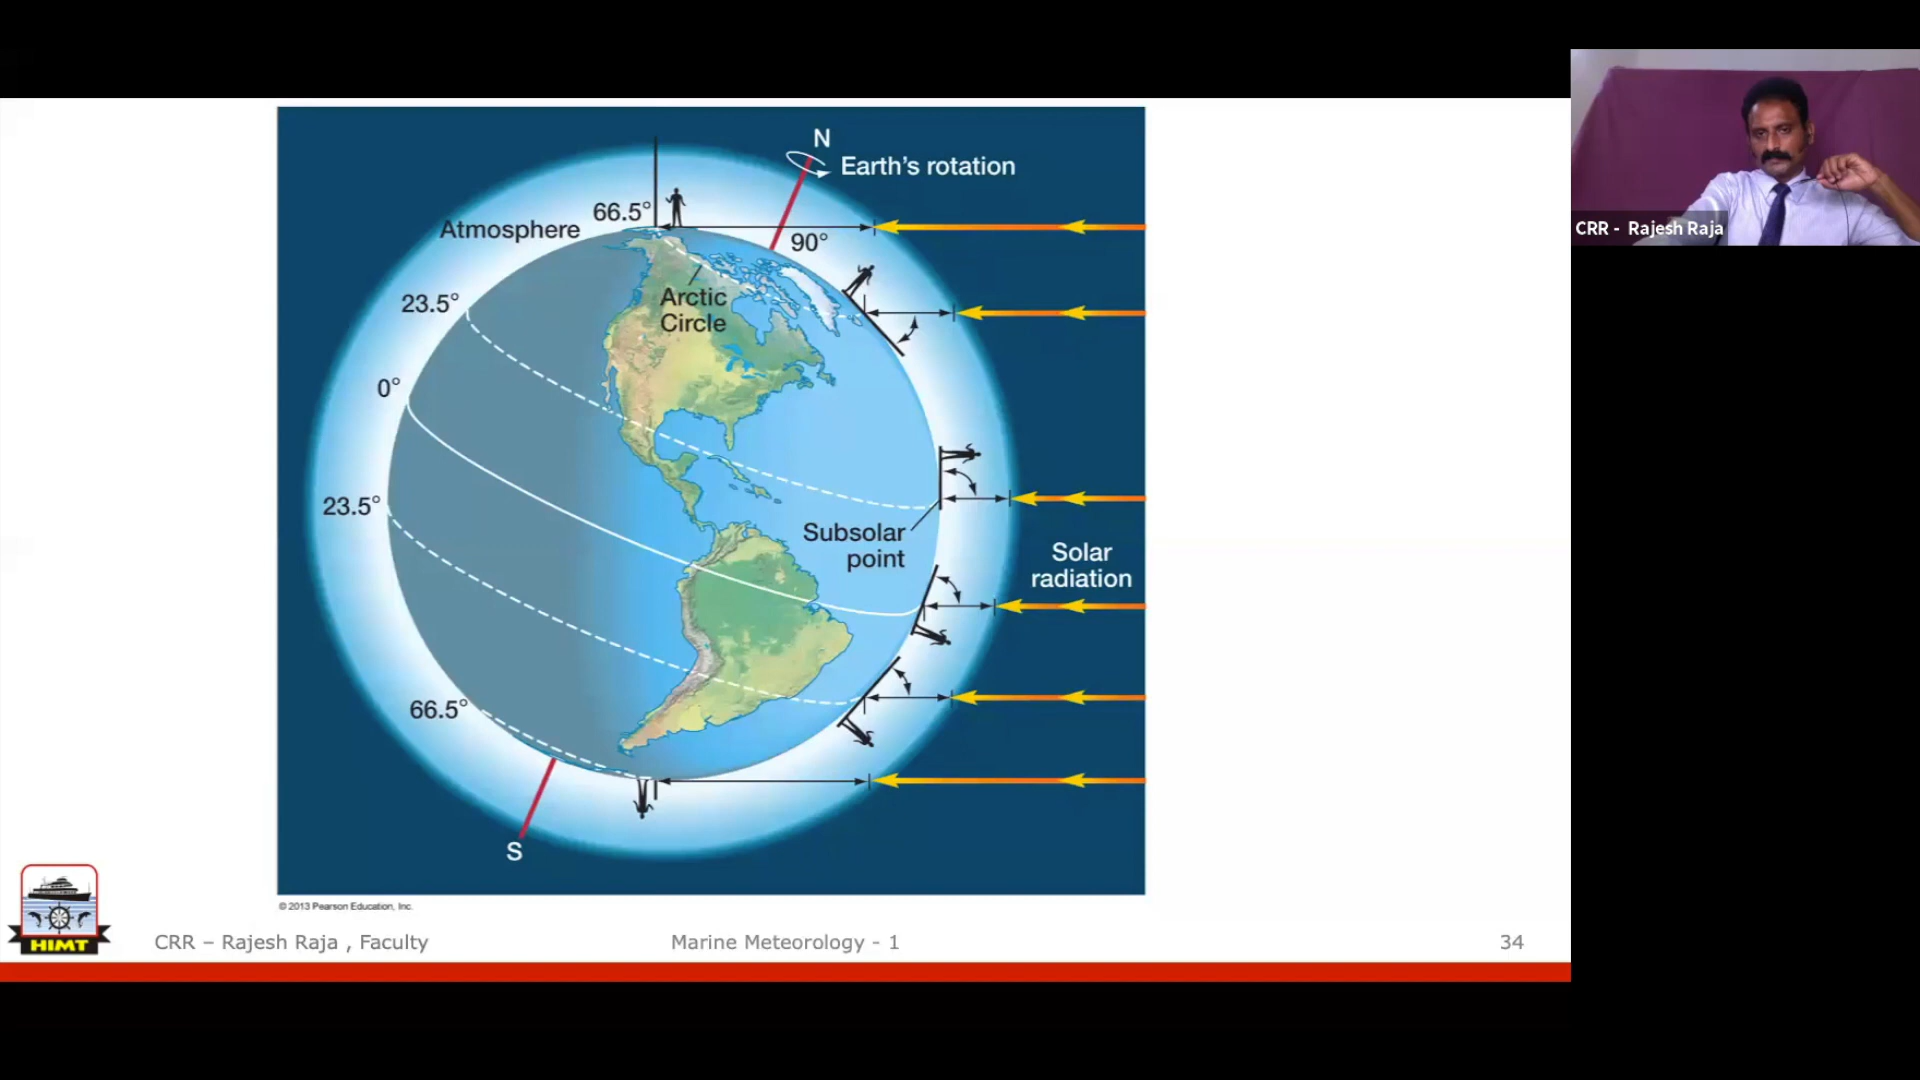 N
Earth's rotation
66.5°
Atmosphere
90°
Arctic
Circle
23.5°
0°
23.5°
Subsolar
point
Solar
radiation
66.5°
S
© 2013 Pearson Education, Inc.
HIMT
CRR – Rajesh Raja , Faculty
Marine Meteorology - 1
34
CRR - Rajesh Raja